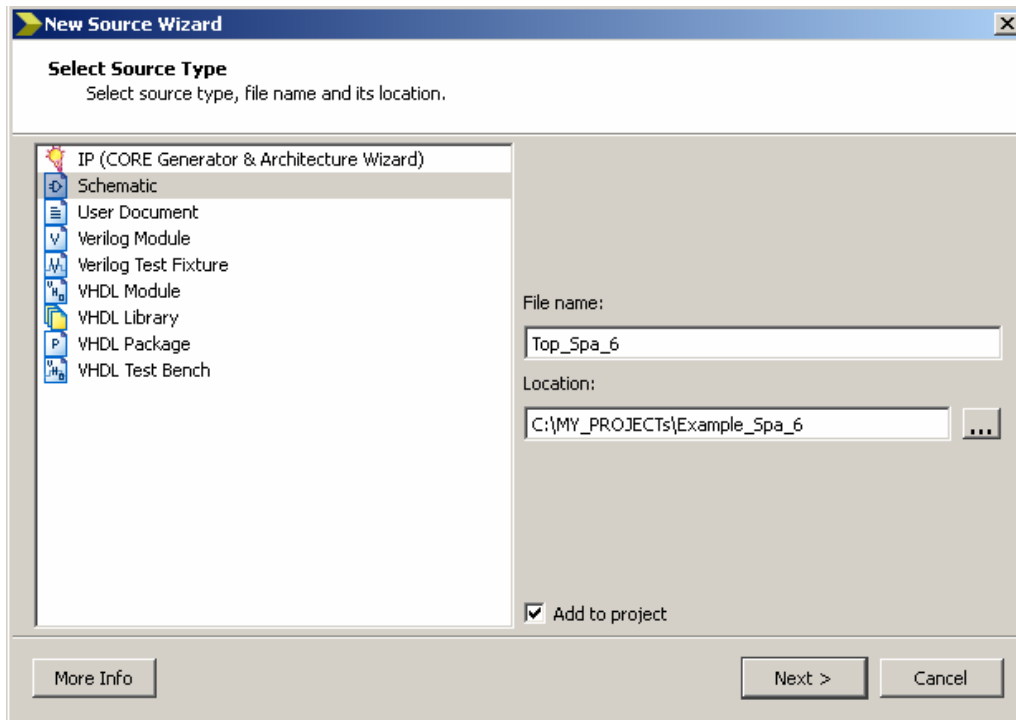 New Source Wizard
Select Source Type
Select source type, file name and its location.
IP (CORE Generator & Architecture Wizard)
Schematic
User Document
Verilog Module
Verilog Test Fixture
VHDL Module
VHDL Library
VHDL Package
VHDL Test Bench
File name:
Top_Spa_6
Location:
C:\MY_PROJECTs\Example_Spa_6
...
Add to project
More Info
Next >
Cancel